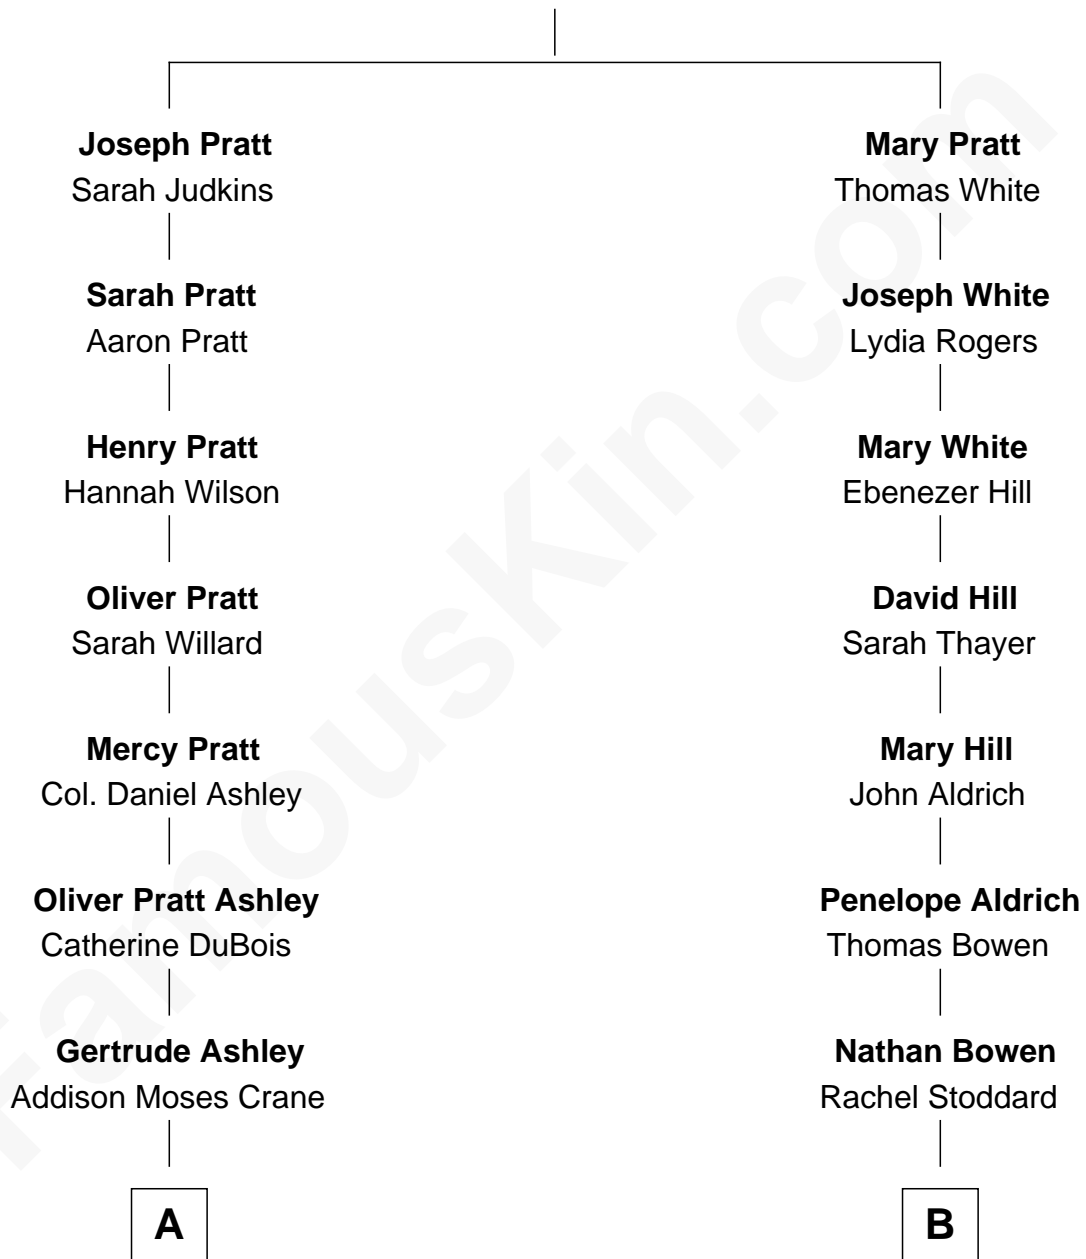 Joseph Pratt
Sarah Judkins
Sarah Pratt
Aaron Pratt
Henry Pratt
Hannah Wilson
Oliver Pratt
Sarah Willard
Mercy Pratt
Col. Daniel Ashley
Oliver Pratt Ashley
Catherine DuBois
Gertrude Ashley
Addison Moses Crane
A
Mary Pratt
Thomas White
Joseph White
Lydia Rogers
Mary White
Ebenezer Hill
David Hill
Sarah Thayer
Mary Hill
John Aldrich
Penelope Aldrich
Thomas Bowen
Nathan Bowen
Rachel Stoddard
B
FamousKin.com